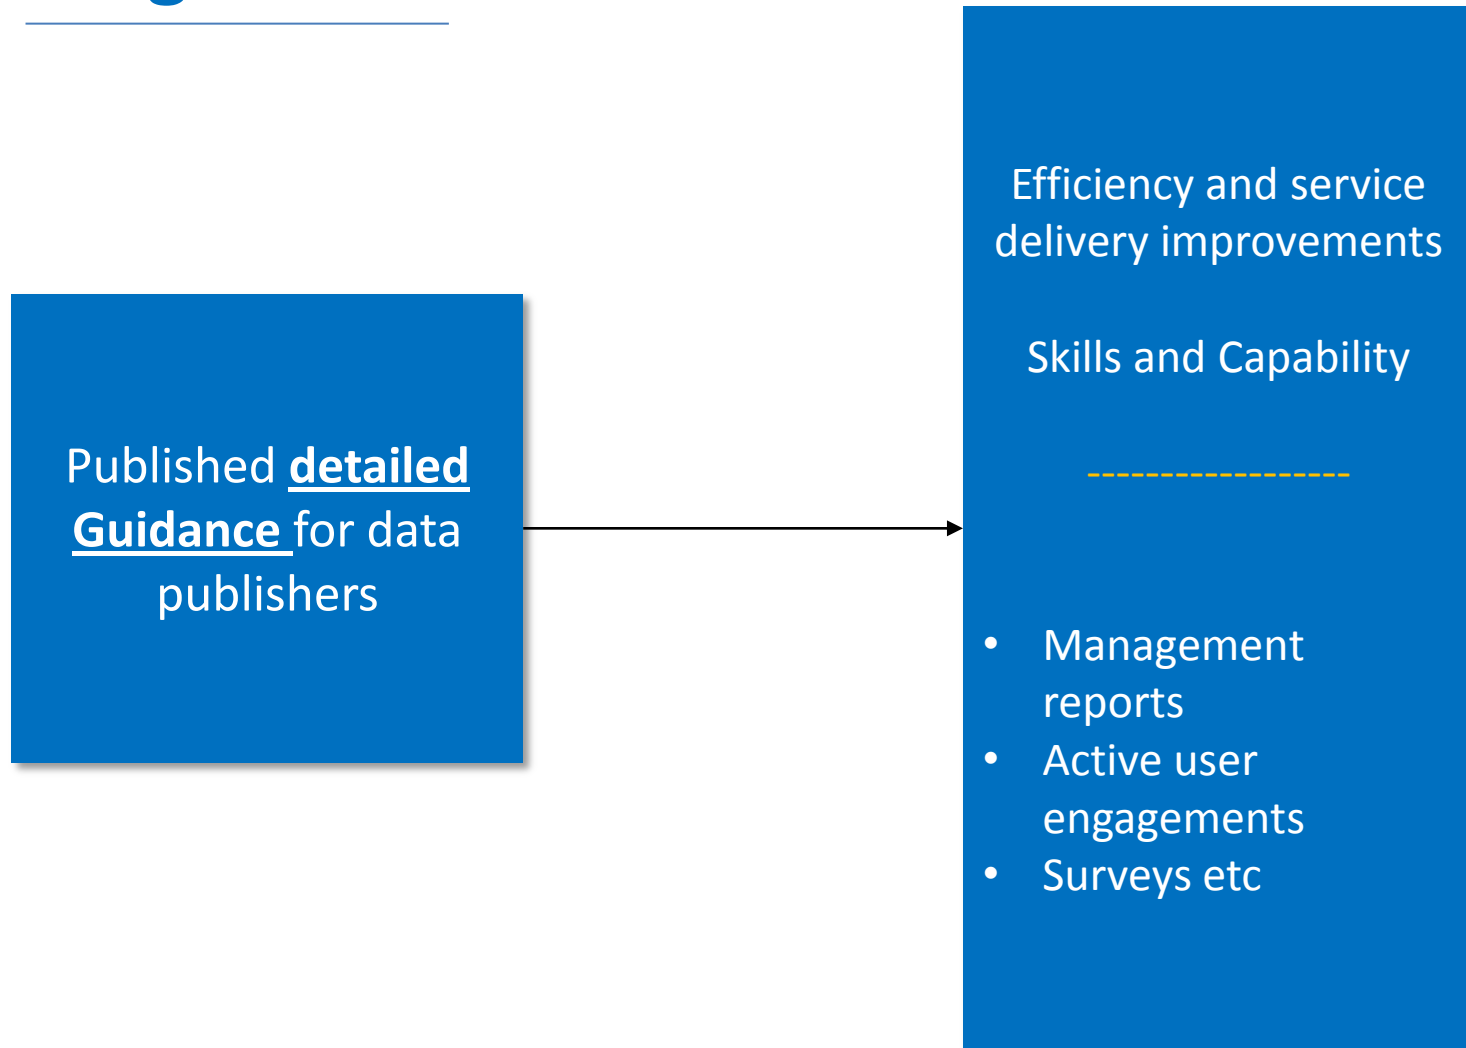 Published detailed
Guidance for data
publishers
Efficiency and service
delivery improvements
Skills and Capability
------------------
• Management
reports
• Active user
engagements
• Surveys etc